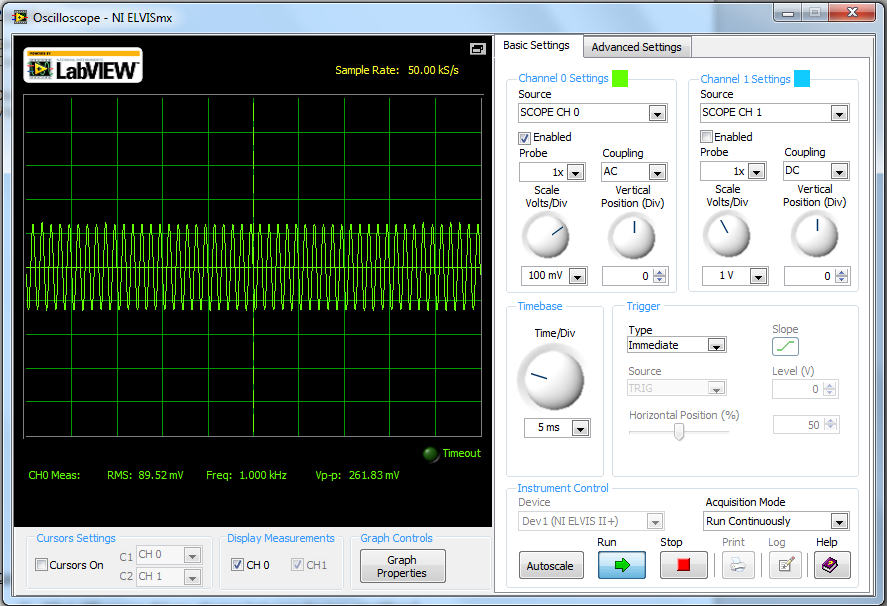 Oscilloscope - NI ELVISmx
POWERED BY
NATIONAL INSTRUMENTS
LabVIEW™
Sample Rate: 50.00 kS/s
Timeout
CH0 Meas: RMS: 89.52 mV Freq: 1.000 kHz Vp-p: 261.83 mV
Cursors Settings
Cursors On
C1 CH 0
C2 CH 1
Display Measurements
CH 0 CH1
Graph Controls
Graph
Properties
Basic Settings Advanced Settings
Channel 0 Settings
Source
SCOPE CH 0
Enabled
Probe Coupling
1x AC
Scale Vertical
Volts/Div Position (Div)
100 mV 0
Channel 1 Settings
Source
SCOPE CH 1
Enabled
Probe Coupling
1x DC
Scale Vertical
Volts/Div Position (Div)
1 V 0
Timebase
Time/Div
5 ms
Trigger
Type Slope
Immediate
Source Level (V)
TRIG 0
Horizontal Position (%)
50
Instrument Control
Device Acquisition Mode
Dev1 (NI ELVIS II+) Run Continuously
Run Stop Print Log Help
Autoscale